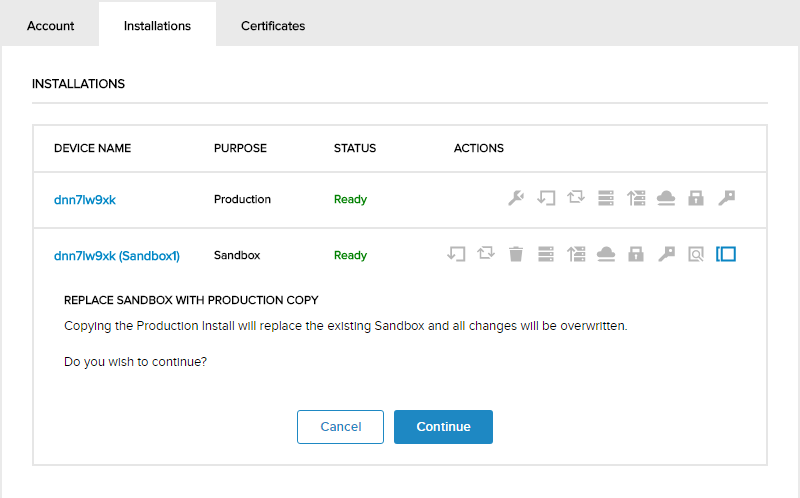 Account Installations Certificates
INSTALLATIONS
DEVICE NAME PURPOSE STATUS ACTIONS
dnn7lw9xk Production Ready
dnn7lw9xk (Sandbox1) Sandbox Ready
REPLACE SANDBOX WITH PRODUCTION COPY
Copying the Production Install will replace the existing Sandbox and all changes will be overwritten.
Do you wish to continue?
Cancel Continue